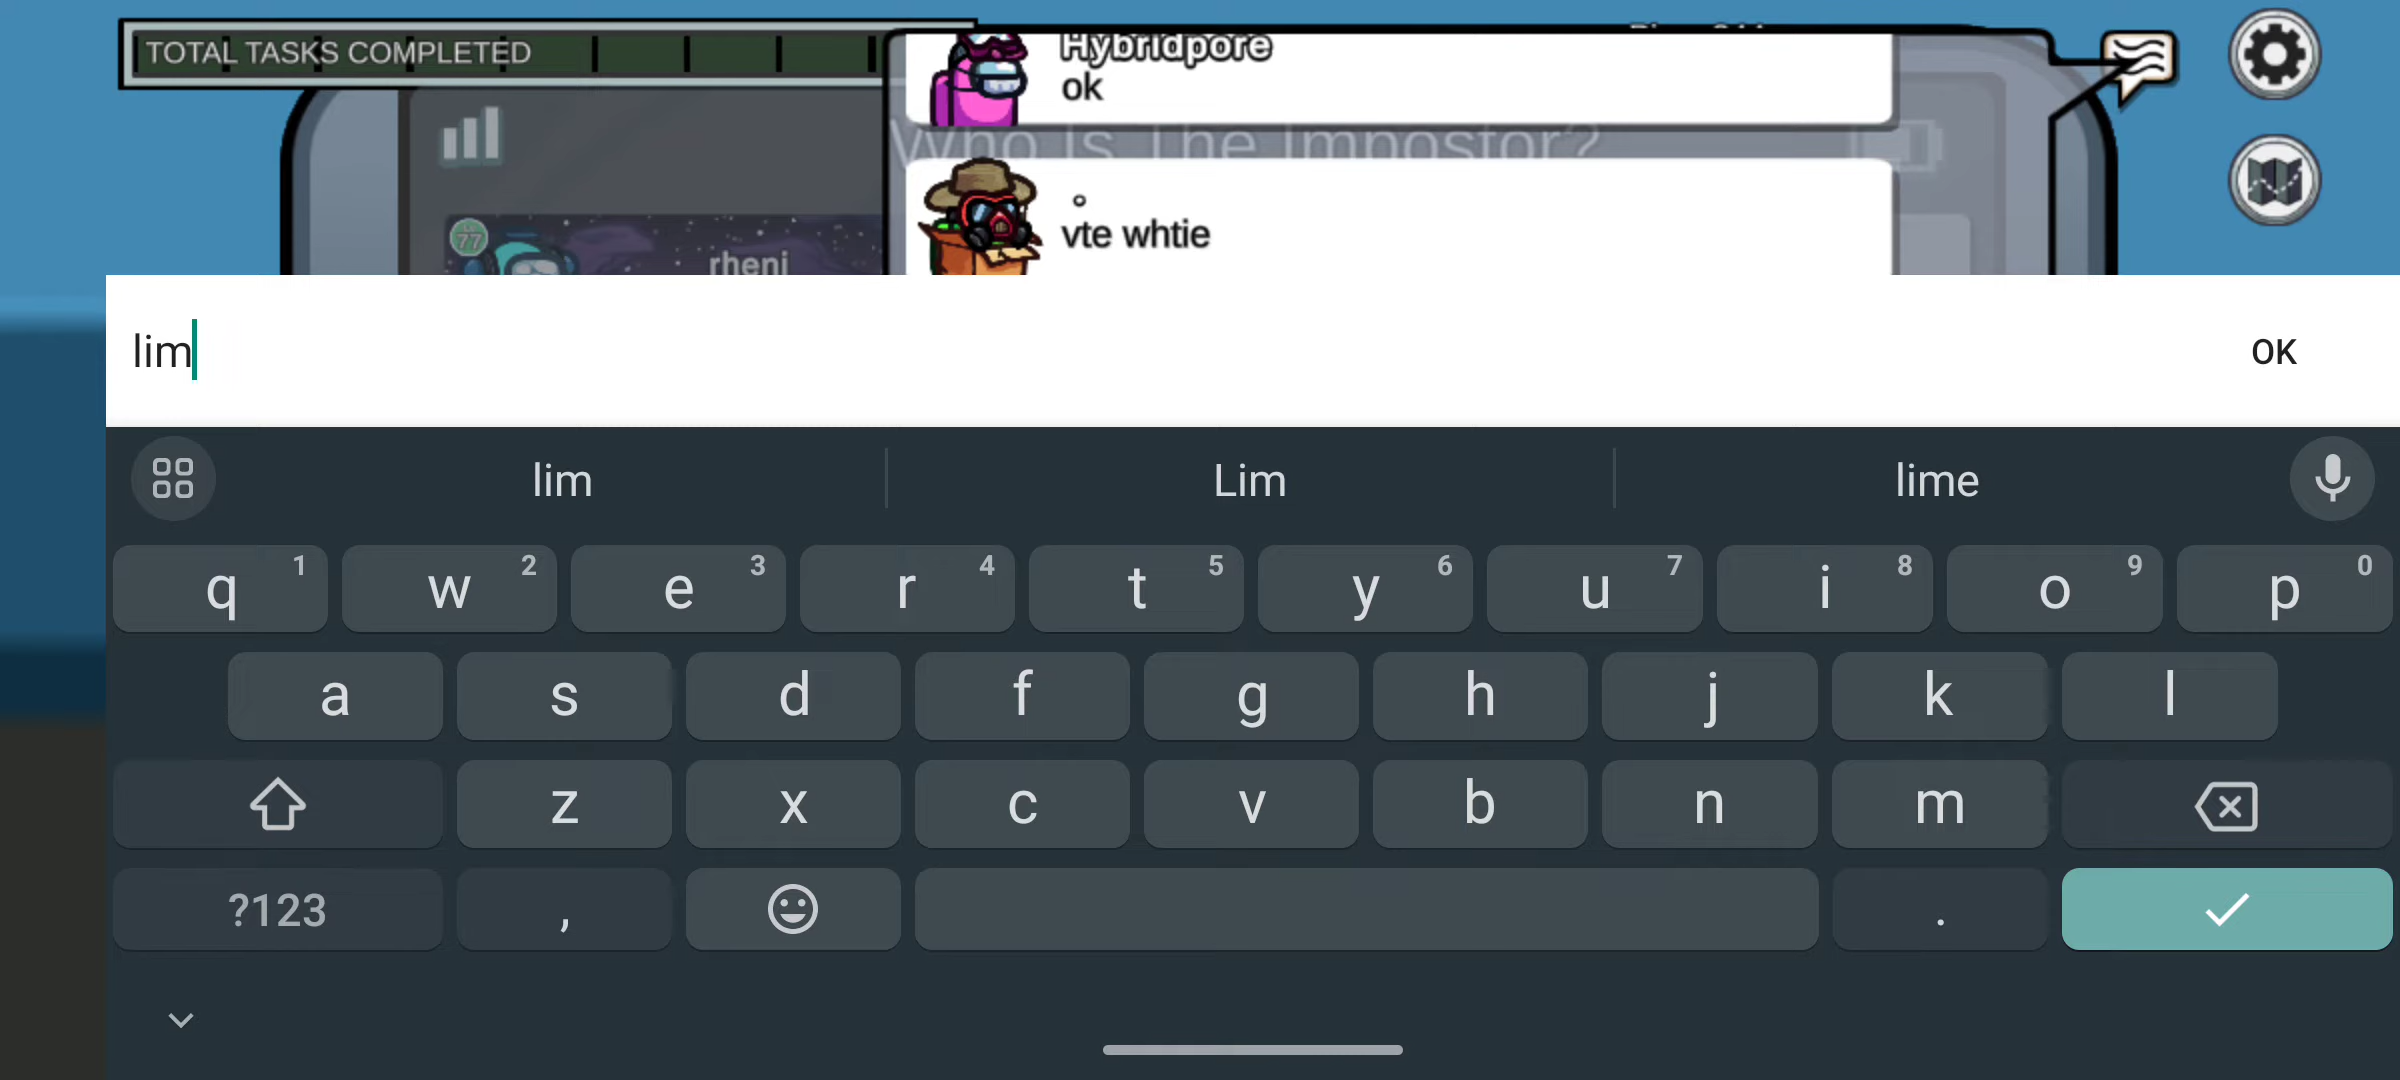 TOTAL TASKS COMPLETED
Hybridpore
ok
Who Is The Impostor?
77
rheni
°
vte whtie
lim
OK
lim Lim lime
q 1 w 2 e 3 r 4 t 5 y 6 u 7 i 8 o 9 p 0
a s d f g h j k l
z x c v b n m
?123 , .